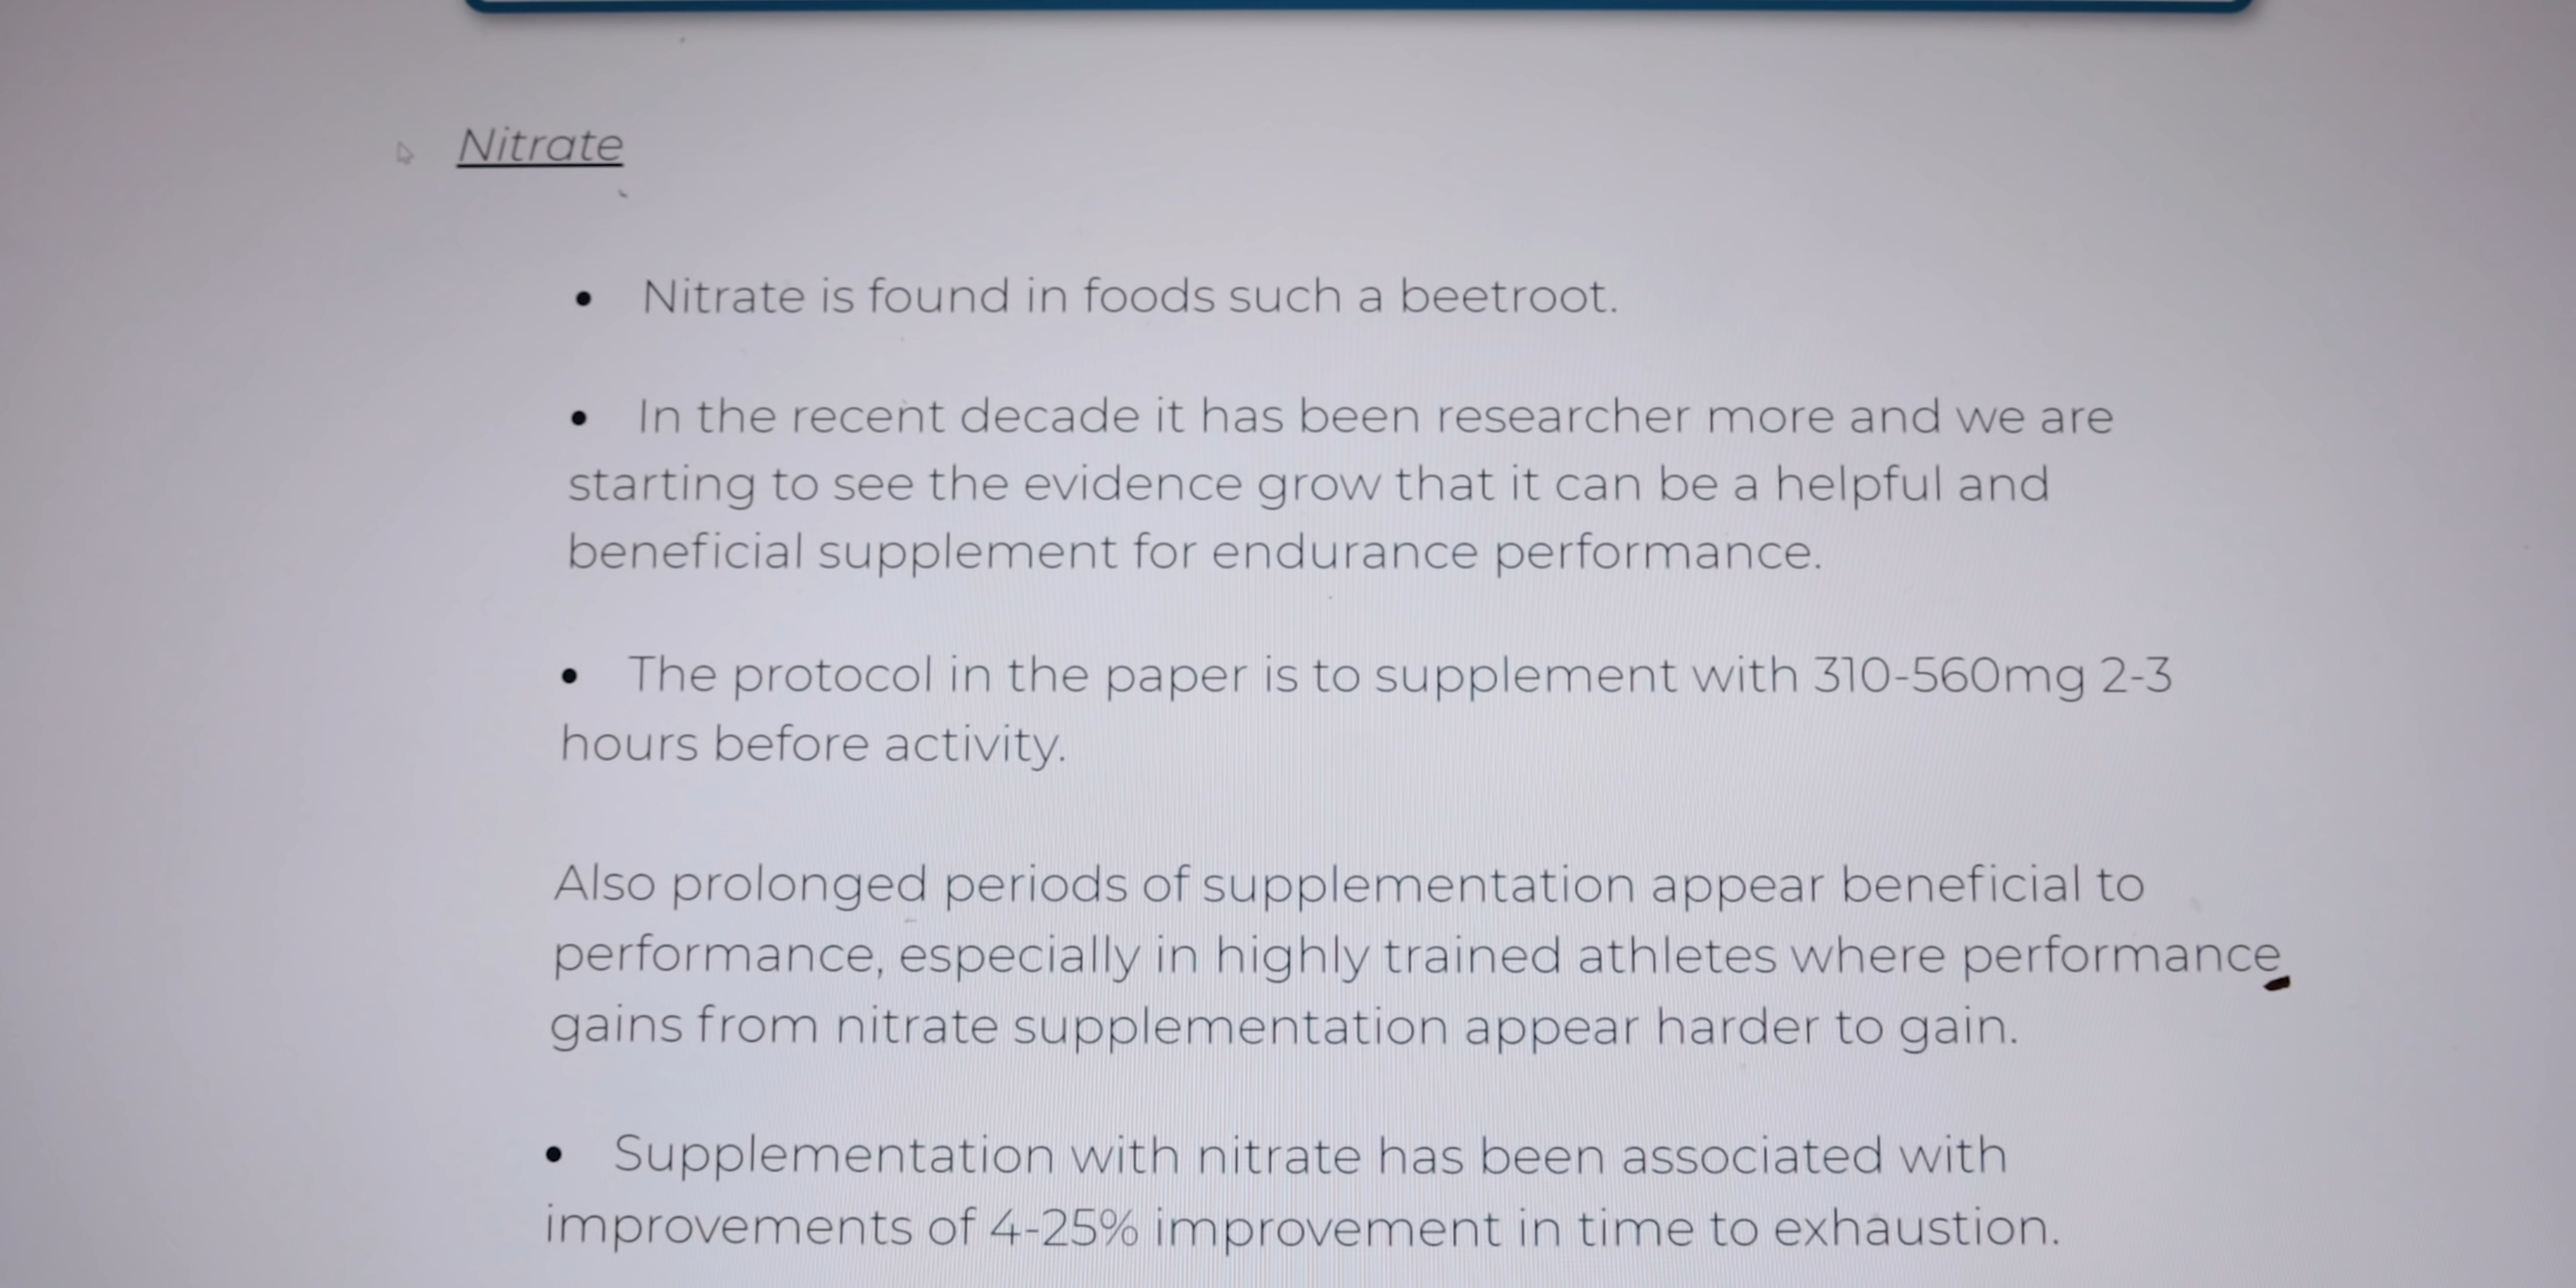 Nitrate
• Nitrate is found in foods such a beetroot.
• In the recent decade it has been researcher more and we are
starting to see the evidence grow that it can be a helpful and
beneficial supplement for endurance performance.
• The protocol in the paper is to supplement with 310-560mg 2-3
hours before activity.
Also prolonged periods of supplementation appear beneficial to
performance, especially in highly trained athletes where performance
gains from nitrate supplementation appear harder to gain.
• Supplementation with nitrate has been associated with
improvements of 4-25% improvement in time to exhaustion.